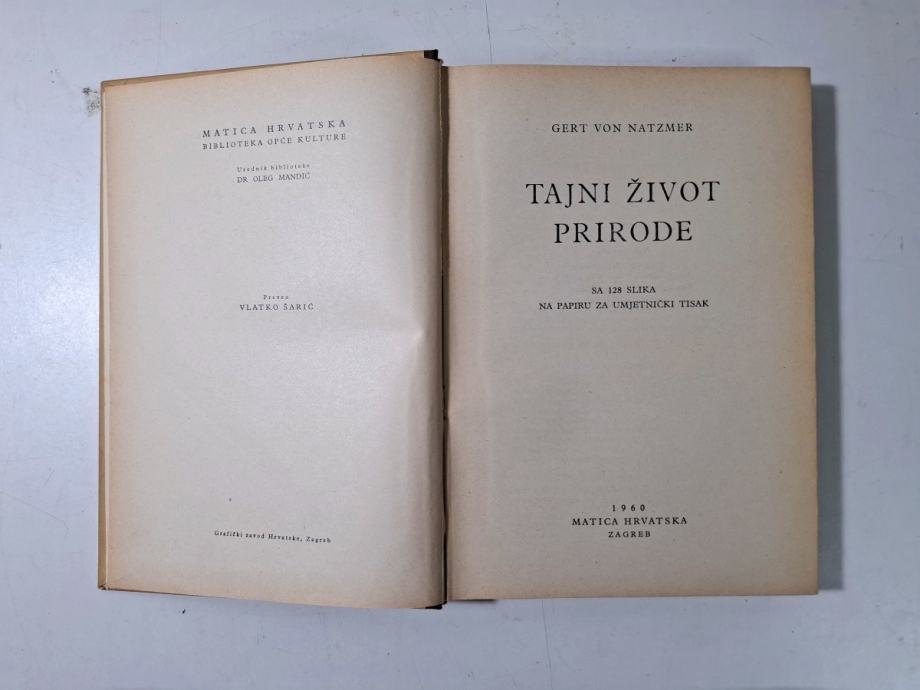 MATICA HRVATSKA
BIBLIOTEKA OPĆE KULTURE
Urednik biblioteke
DR OLEG MANDIĆ
Preveo
VLATKO ŠARIĆ
Grafički zavod Hrvatske, Zagreb
GERT VON NATZMER
TAJNI ŽIVOT
PRIRODE
SA 128 SLIKA
NA PAPIRU ZA UMJETNIČKI TISAK
1960
MATICA HRVATSKA
ZAGREB